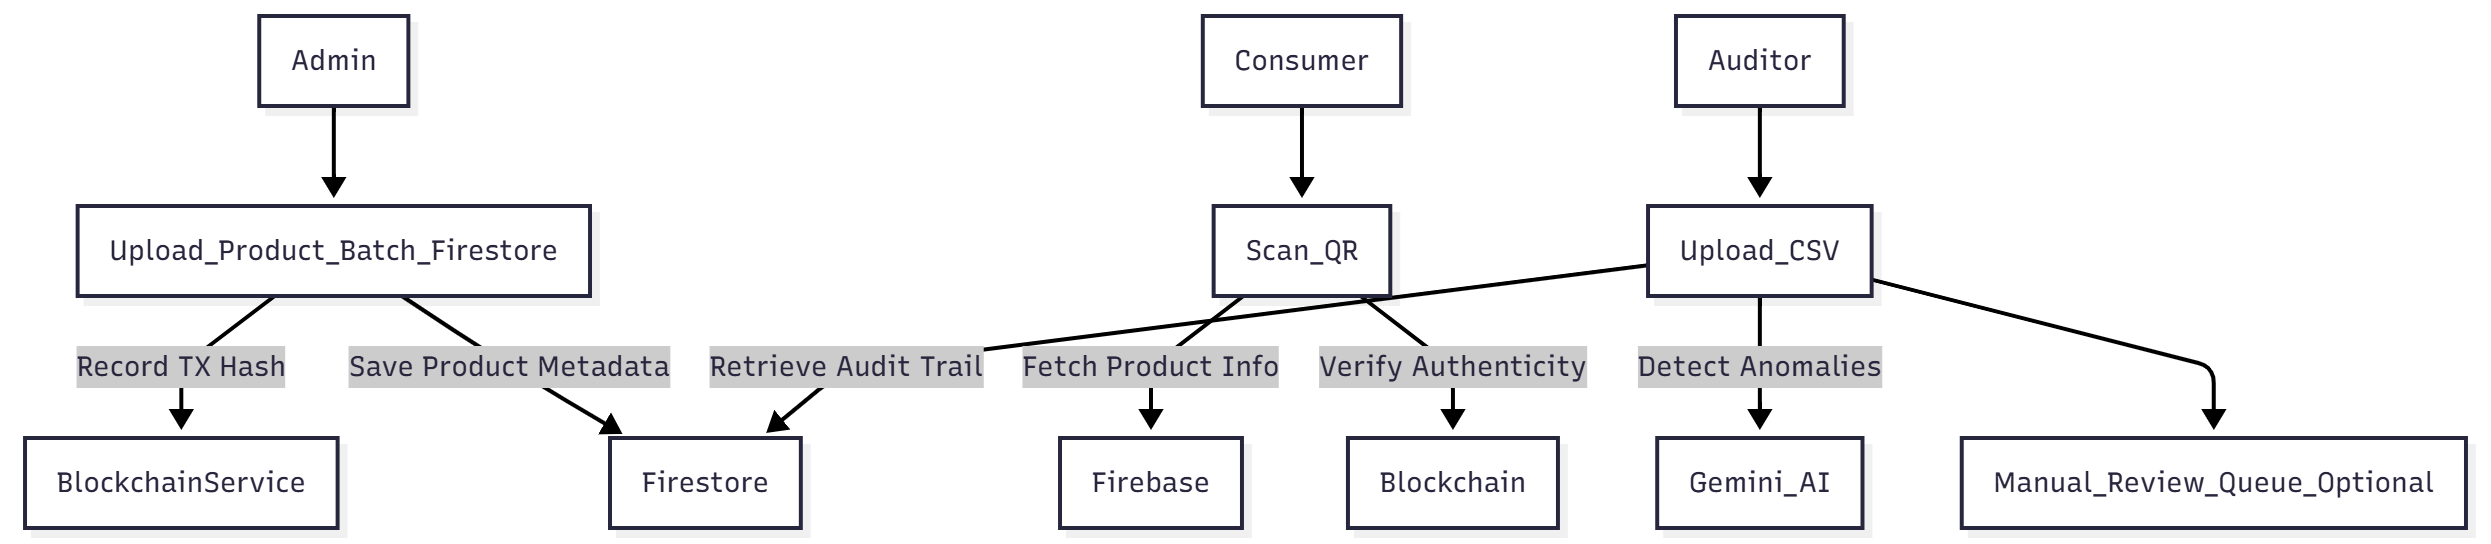 Admin
Consumer
Auditor
Upload_Product_Batch_Firestore
Scan_QR
Upload_CSV
Record TX Hash
Save Product Metadata
Retrieve Audit Trail
Fetch Product Info
Verify Authenticity
Detect Anomalies
BlockchainService
Firestore
Firebase
Blockchain
Gemini_AI
Manual_Review_Queue_Optional